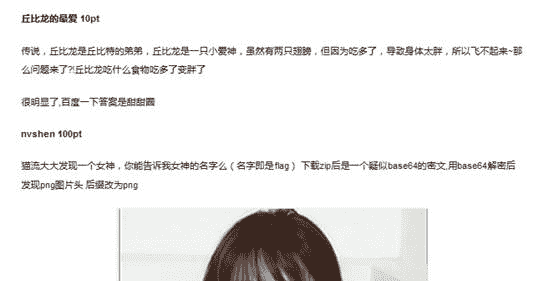 丘比龙的最爱 10pt
传说，丘比龙是丘比特的弟弟，丘比龙是一只小爱神，虽然有两只翅膀，但因为吃多了，导致身体太胖，所以飞不起来~那
么问题来了?!丘比龙吃什么食物吃多了变胖了
很明显了,百度一下答案是甜甜圈
nvshen 100pt
猫流大大发现一个女神，你能告诉我女神的名字么（名字即是flag） 下载zip后是一个疑似base64的密文,用base64解密后
发现png图片头 后缀改为png